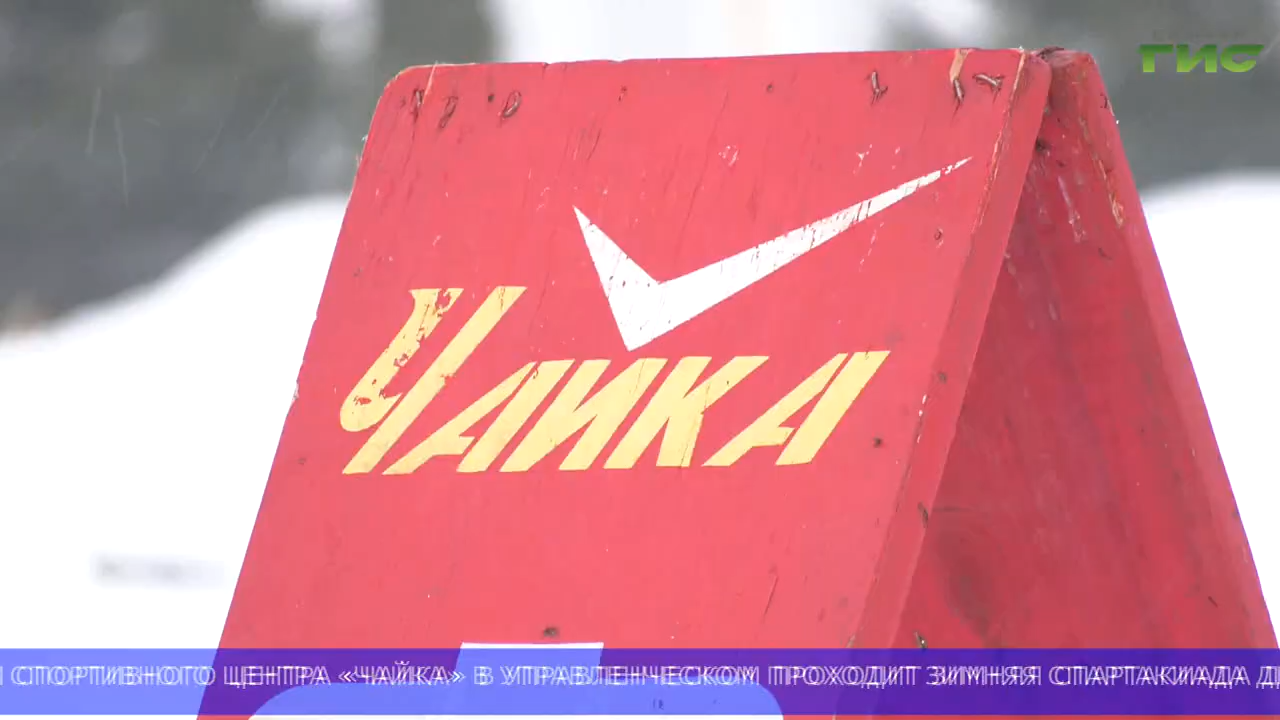 ГИС
Чайка
СПОРТИВНОГО ЦЕНТРА «ЧАЙКА» В УПРАВЛЕНЧЕСКОМ ПРОХОДИТ ЗИМНЯЯ СПАРТАКИАДА